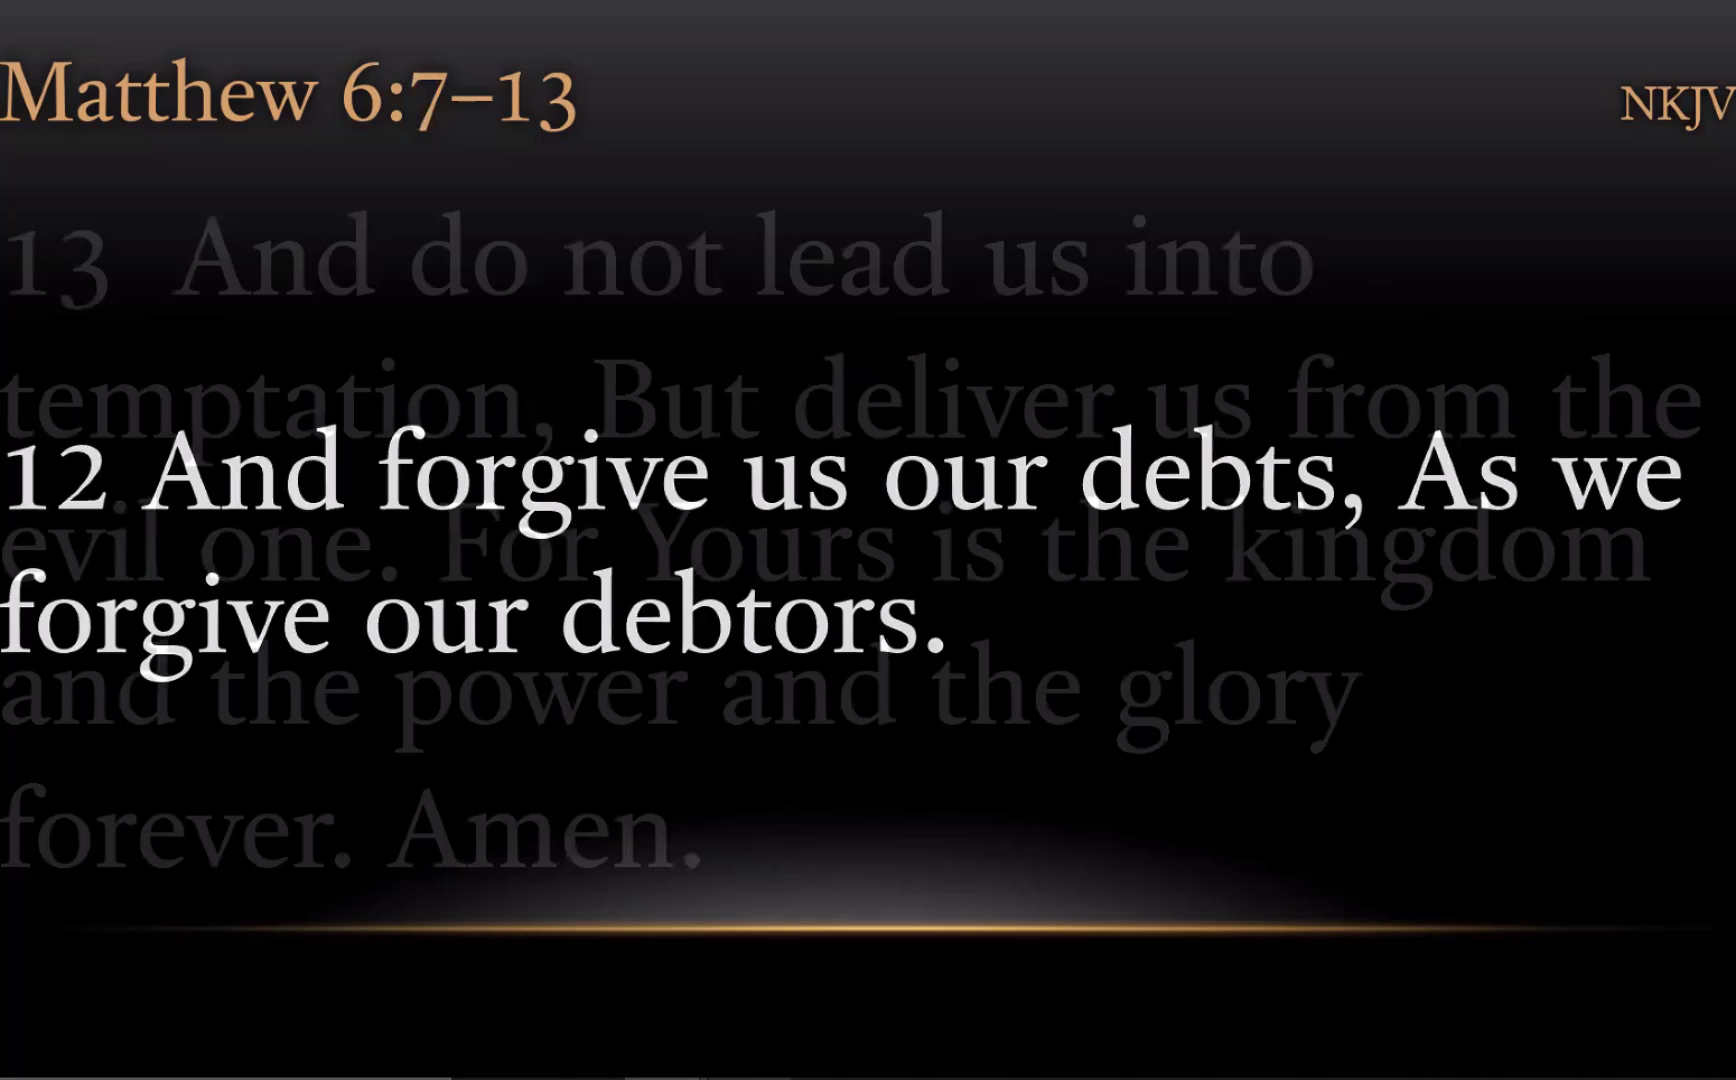 Matthew 6:7–13
NKJV
13 And do not lead us into
temptation, But deliver us from the
12 And forgive us our debts, As we
evil one. For Yours is the kingdom
forgive our debtors.
and the power and the glory
forever. Amen.